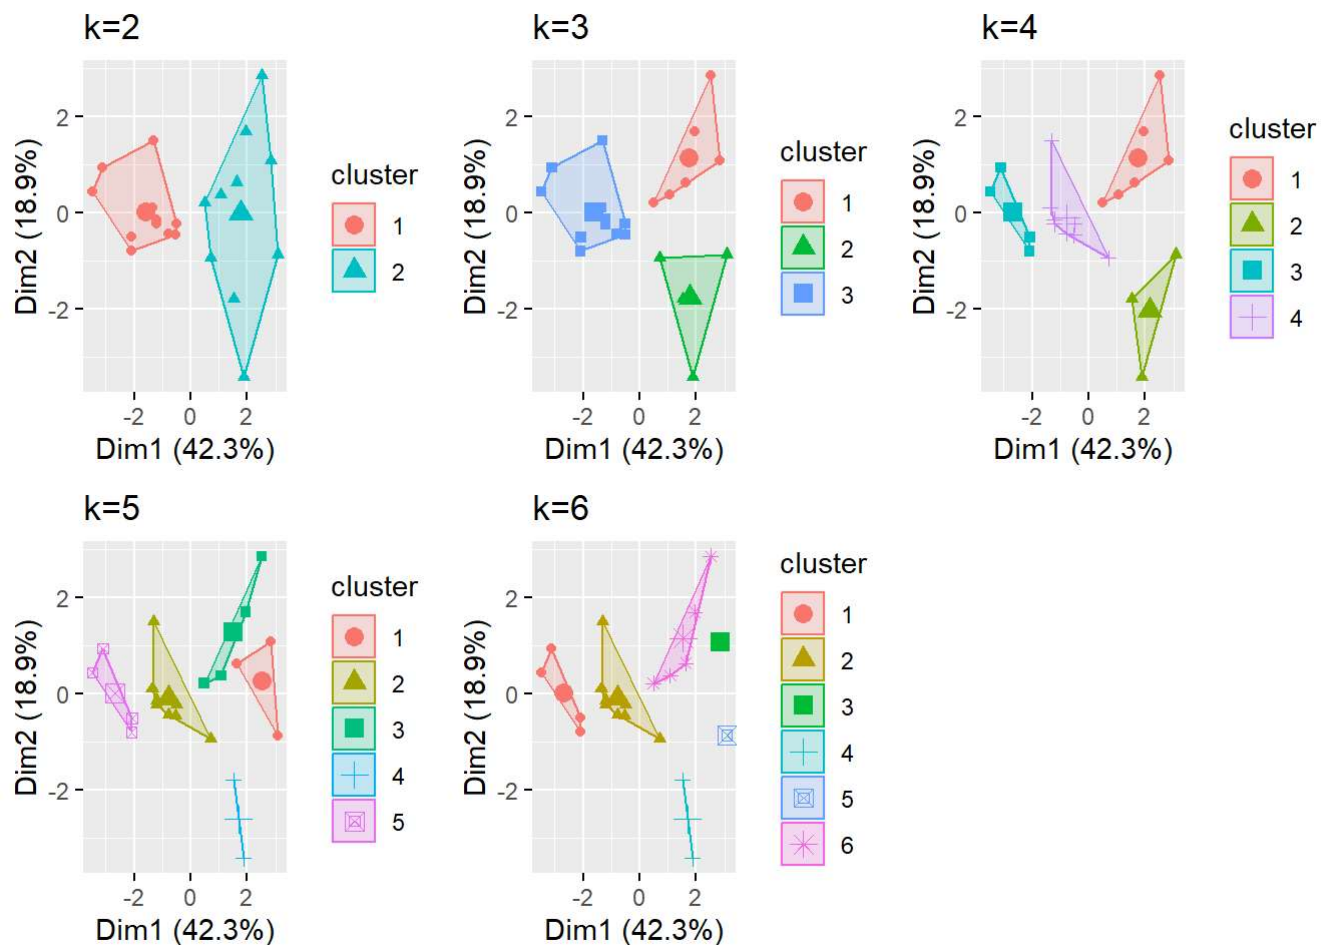 k=2
Dim2 (18.9%)
2
0
-2
-2 0 2
Dim1 (42.3%)
cluster
1
2
k=3
Dim2 (18.9%)
2
0
-2
-2 0 2
Dim1 (42.3%)
cluster
1
2
3
k=4
Dim2 (18.9%)
2
0
-2
-2 0 2
Dim1 (42.3%)
cluster
1
2
3
4
k=5
Dim2 (18.9%)
2
0
-2
-2 0 2
Dim1 (42.3%)
cluster
1
2
3
4
5
k=6
Dim2 (18.9%)
2
0
-2
-2 0 2
Dim1 (42.3%)
cluster
1
2
3
4
5
6